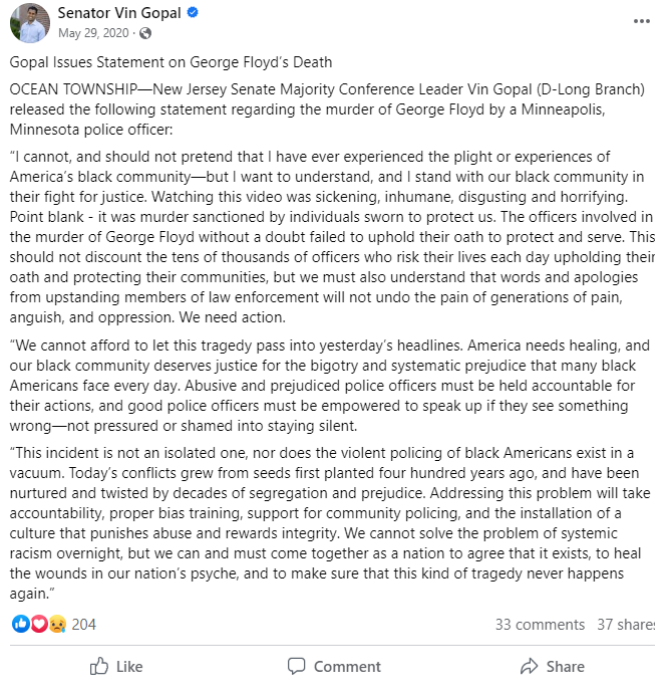 Senator Vin Gopal
May 29, 2020 ·
Gopal Issues Statement on George Floyd's Death
OCEAN TOWNSHIP—New Jersey Senate Majority Conference Leader Vin Gopal (D-Long Branch)
released the following statement regarding the murder of George Floyd by a Minneapolis,
Minnesota police officer:
"I cannot, and should not pretend that I have ever experienced the plight or experiences of
America's black community—but I want to understand, and I stand with our black community in
their fight for justice. Watching this video was sickening, inhumane, disgusting and horrifying.
Point blank - it was murder sanctioned by individuals sworn to protect us. The officers involved in
the murder of George Floyd without a doubt failed to uphold their oath to protect and serve. This
should not discount the tens of thousands of officers who risk their lives each day upholding their
oath and protecting their communities, but we must also understand that words and apologies
from upstanding members of law enforcement will not undo the pain of generations of pain,
anguish, and oppression. We need action.
"We cannot afford to let this tragedy pass into yesterday's headlines. America needs healing, and
our black community deserves justice for the bigotry and systematic prejudice that many black
Americans face every day. Abusive and prejudiced police officers must be held accountable for
their actions, and good police officers must be empowered to speak up if they see something
wrong—not pressured or shamed into staying silent.
"This incident is not an isolated one, nor does the violent policing of black Americans exist in a
vacuum. Today's conflicts grew from seeds first planted four hundred years ago, and have been
nurtured and twisted by decades of segregation and prejudice. Addressing this problem will take
accountability, proper bias training, support for community policing, and the installation of a
culture that punishes abuse and rewards integrity. We cannot solve the problem of systemic
racism overnight, but we can and must come together as a nation to agree that it exists, to heal
the wounds in our nation's psyche, and to make sure that this kind of tragedy never happens
again."
204 33 comments 37 shares
Like Comment Share